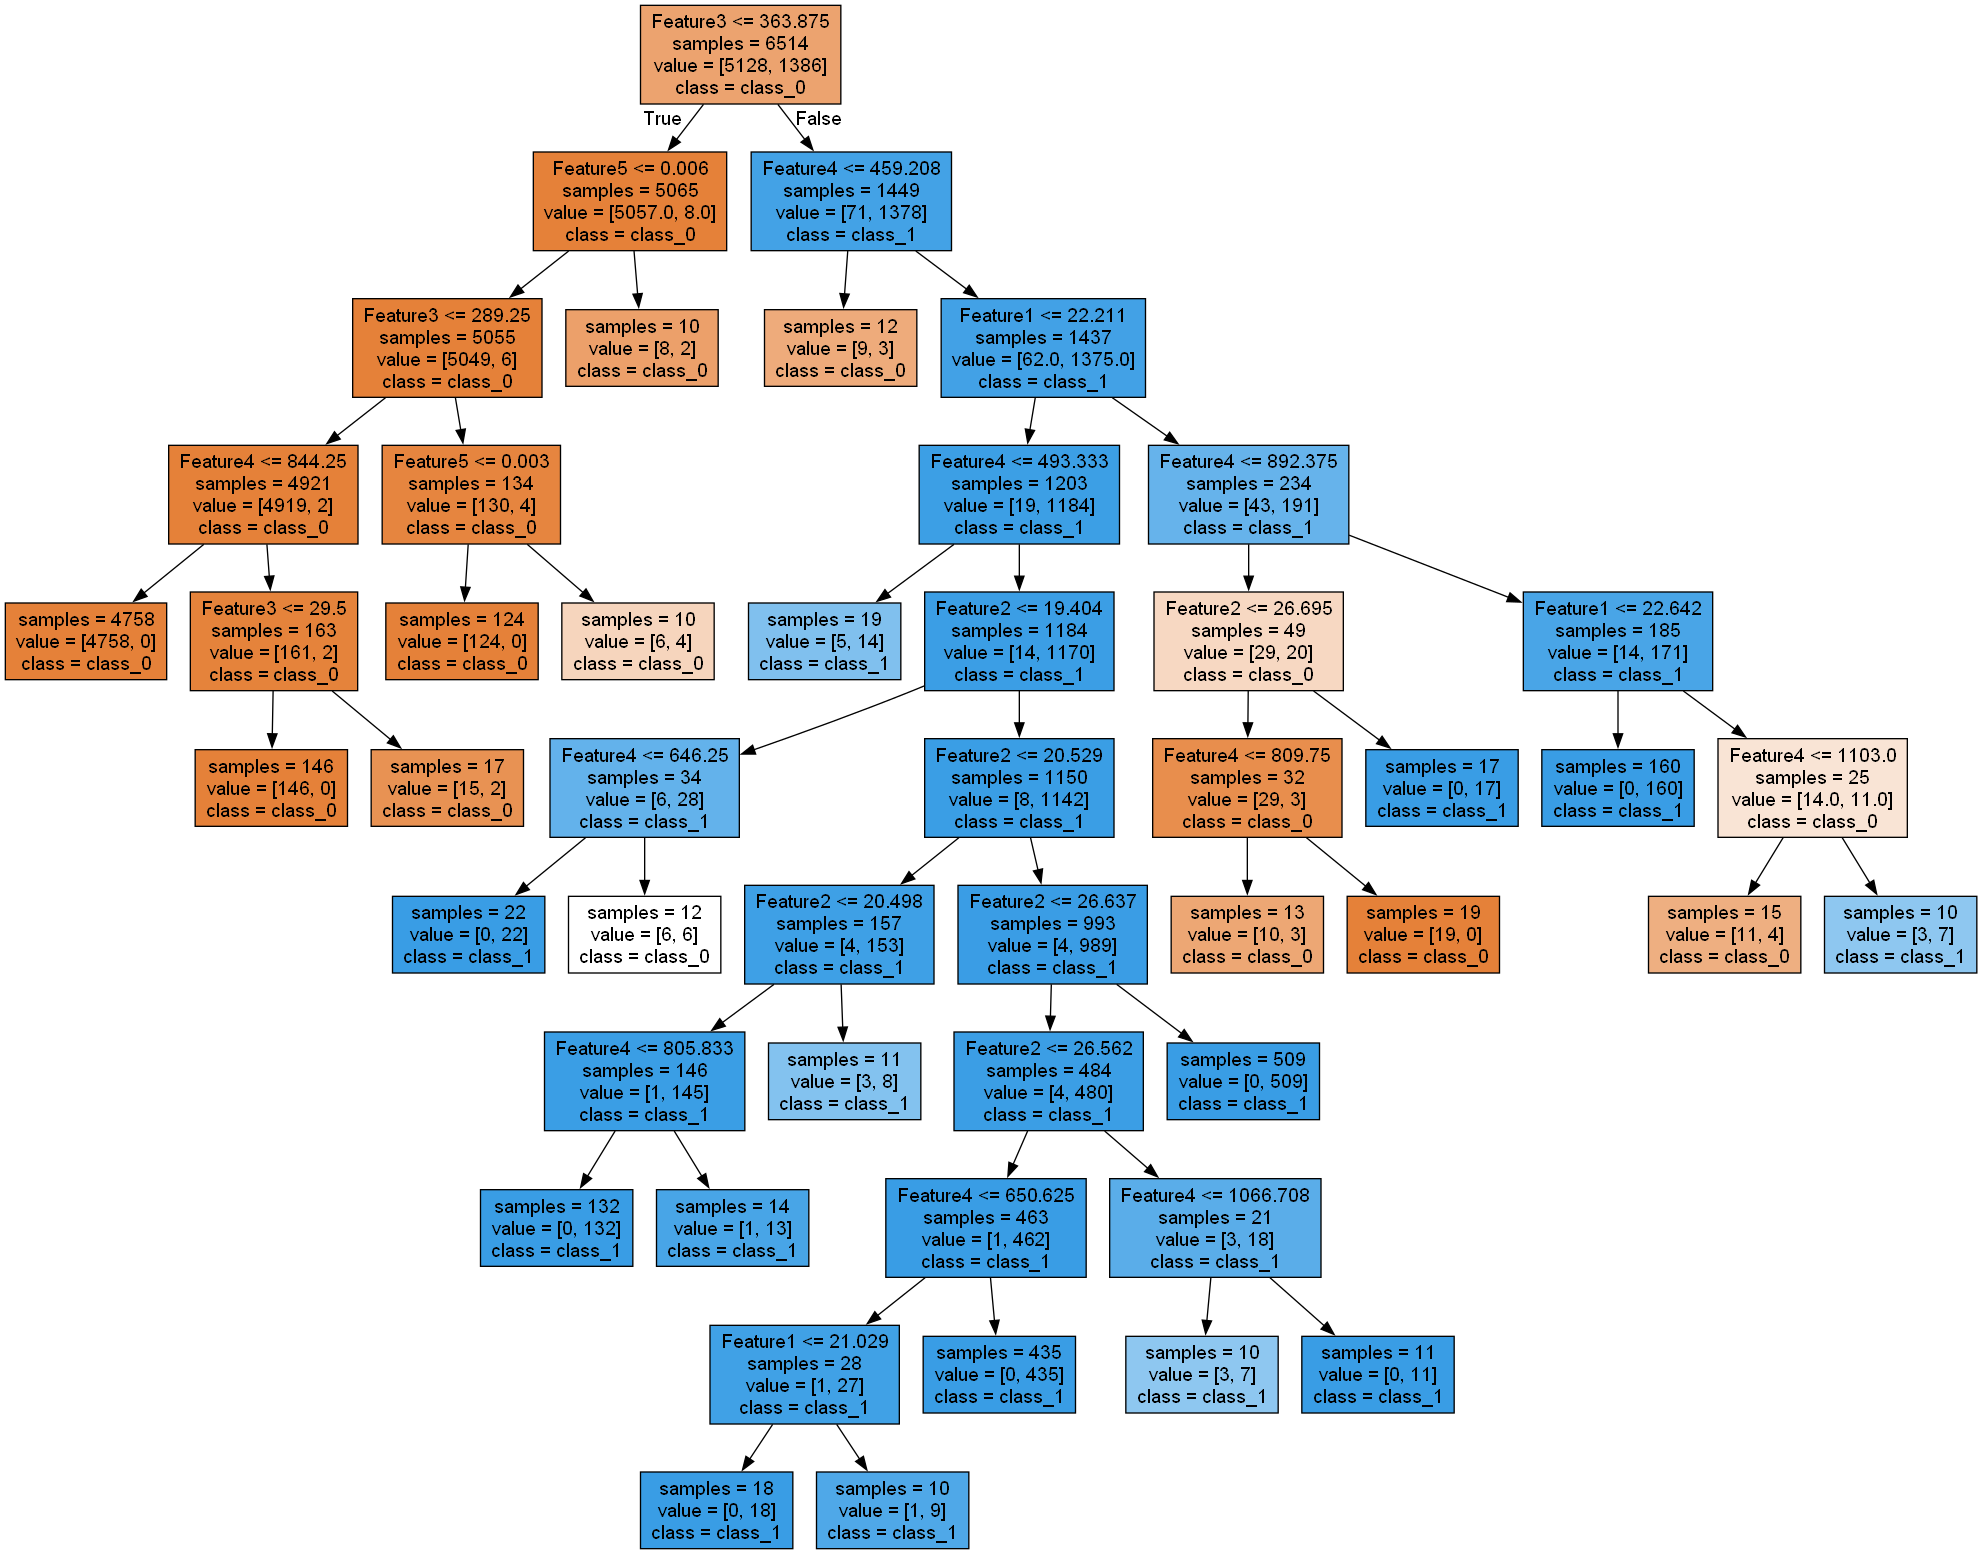 Feature3 <= 363.875
samples = 6514
value = [5128, 1386]
class = class_0
True
False
Feature5 <= 0.006
samples = 5065
value = [5057.0, 8.0]
class = class_0
Feature4 <= 459.208
samples = 1449
value = [71, 1378]
class = class_1
Feature3 <= 289.25
samples = 5055
value = [5049, 6]
class = class_0
samples = 10
value = [8, 2]
class = class_0
samples = 12
value = [9, 3]
class = class_0
Feature1 <= 22.211
samples = 1437
value = [62.0, 1375.0]
class = class_1
Feature4 <= 844.25
samples = 4921
value = [4919, 2]
class = class_0
Feature5 <= 0.003
samples = 134
value = [130, 4]
class = class_0
Feature4 <= 493.333
samples = 1203
value = [19, 1184]
class = class_1
Feature4 <= 892.375
samples = 234
value = [43, 191]
class = class_1
samples = 4758
value = [4758, 0]
class = class_0
Feature3 <= 29.5
samples = 163
value = [161, 2]
class = class_0
samples = 124
value = [124, 0]
class = class_0
samples = 10
value = [6, 4]
class = class_0
samples = 19
value = [5, 14]
class = class_1
Feature2 <= 19.404
samples = 1184
value = [14, 1170]
class = class_1
Feature2 <= 26.695
samples = 49
value = [29, 20]
class = class_0
Feature1 <= 22.642
samples = 185
value = [14, 171]
class = class_1
samples = 146
value = [146, 0]
class = class_0
samples = 17
value = [15, 2]
class = class_0
Feature4 <= 646.25
samples = 34
value = [6, 28]
class = class_1
Feature2 <= 20.529
samples = 1150
value = [8, 1142]
class = class_1
Feature4 <= 809.75
samples = 32
value = [29, 3]
class = class_0
samples = 17
value = [0, 17]
class = class_1
samples = 160
value = [0, 160]
class = class_1
Feature4 <= 1103.0
samples = 25
value = [14.0, 11.0]
class = class_0
samples = 22
value = [0, 22]
class = class_1
samples = 12
value = [6, 6]
class = class_0
Feature2 <= 20.498
samples = 157
value = [4, 153]
class = class_1
Feature2 <= 26.637
samples = 993
value = [4, 989]
class = class_1
samples = 13
value = [10, 3]
class = class_0
samples = 19
value = [19, 0]
class = class_0
samples = 15
value = [11, 4]
class = class_0
samples = 10
value = [3, 7]
class = class_1
Feature4 <= 805.833
samples = 146
value = [1, 145]
class = class_1
samples = 11
value = [3, 8]
class = class_1
Feature2 <= 26.562
samples = 484
value = [4, 480]
class = class_1
samples = 509
value = [0, 509]
class = class_1
samples = 132
value = [0, 132]
class = class_1
samples = 14
value = [1, 13]
class = class_1
Feature4 <= 650.625
samples = 463
value = [1, 462]
class = class_1
Feature4 <= 1066.708
samples = 21
value = [3, 18]
class = class_1
Feature1 <= 21.029
samples = 28
value = [1, 27]
class = class_1
samples = 435
value = [0, 435]
class = class_1
samples = 10
value = [3, 7]
class = class_1
samples = 11
value = [0, 11]
class = class_1
samples = 18
value = [0, 18]
class = class_1
samples = 10
value = [1, 9]
class = class_1